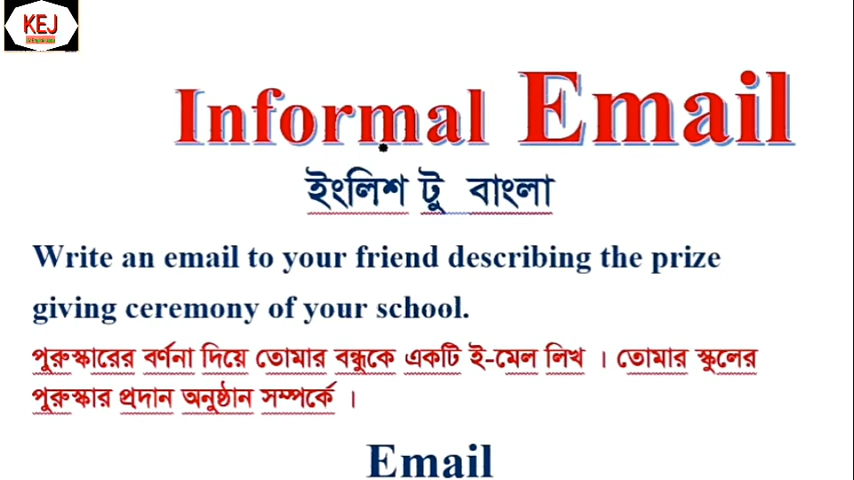 KEJ
Informal Email
ইংলিশ টু বাংলা
Write an email to your friend describing the prize
giving ceremony of your school.
পুরুস্কারের বর্ণনা দিয়ে তোমার বন্ধুকে একটি ই-মেল লিখ । তোমার স্কুলের
পুরুস্কার প্রদান অনুষ্ঠান সম্পর্কে ।
Email